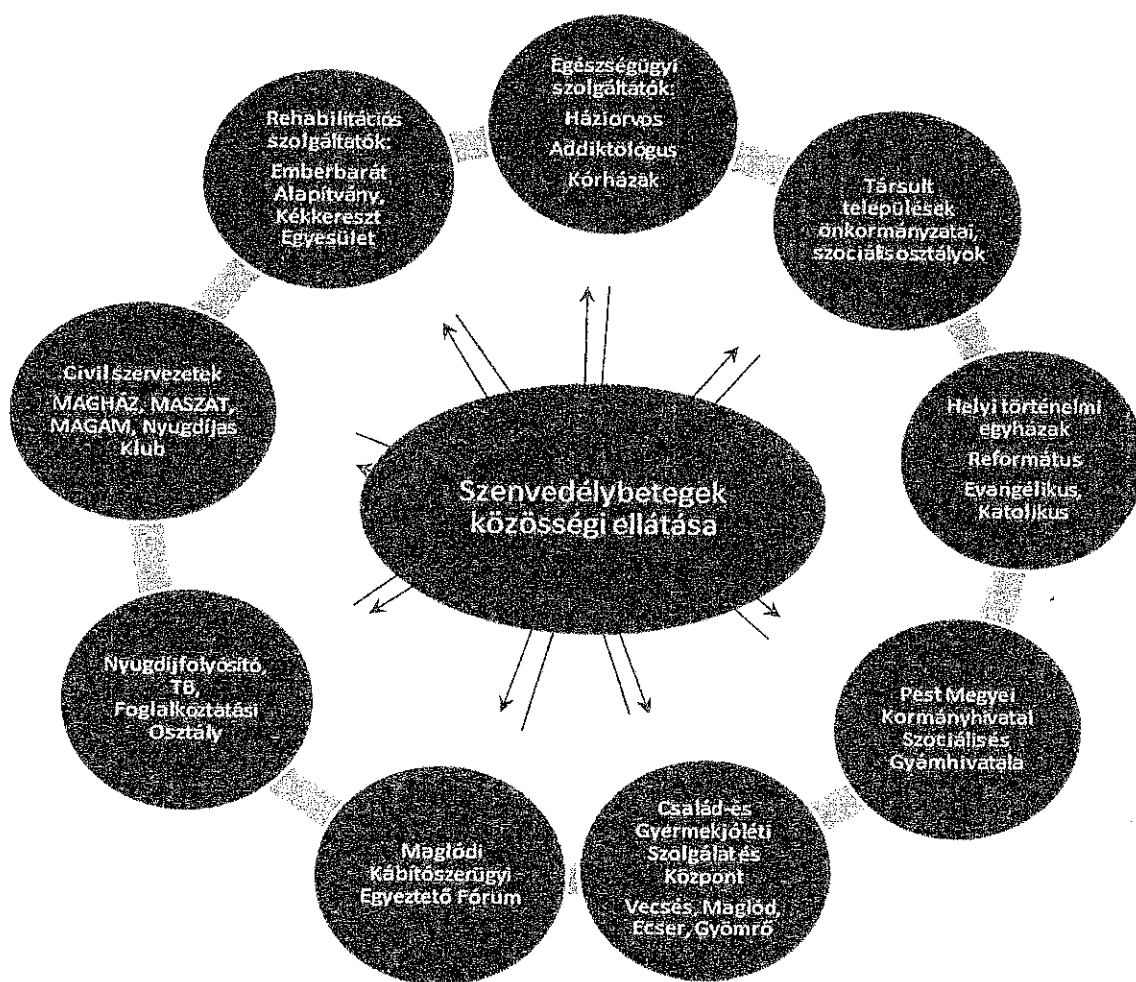 Egészségügyi
szolgáltatók:
Háziorvos
Addiktológus
Kórházak
Társult
települések
önkormányzatai,
szociális osztályok
Helyi történelmi
egyházak
Református
Evangélikus,
Katolikus
Pest Megyei
Kormányhivatal
Szociális és
Gyámhivatala
Család- és
Gyermekjóléti
Szolgálat és
Központ
Vecsés, Maglód,
Ecser, Gyömrő
Maglódi
Kábítószerügyi
Egyeztető Fórum
Nyugdíjfolyósító,
TB,
Foglalkoztatási
Osztály
Civil szervezetek
MAGHÁZ, MASZAT,
MAGAM, Nyugdíjas
Klub
Rehabilitációs
szolgáltatók:
Emberbarát
Alapítvány,
Kékkereszt
Egyesület
Szenvedélybetegek
közösségi ellátása